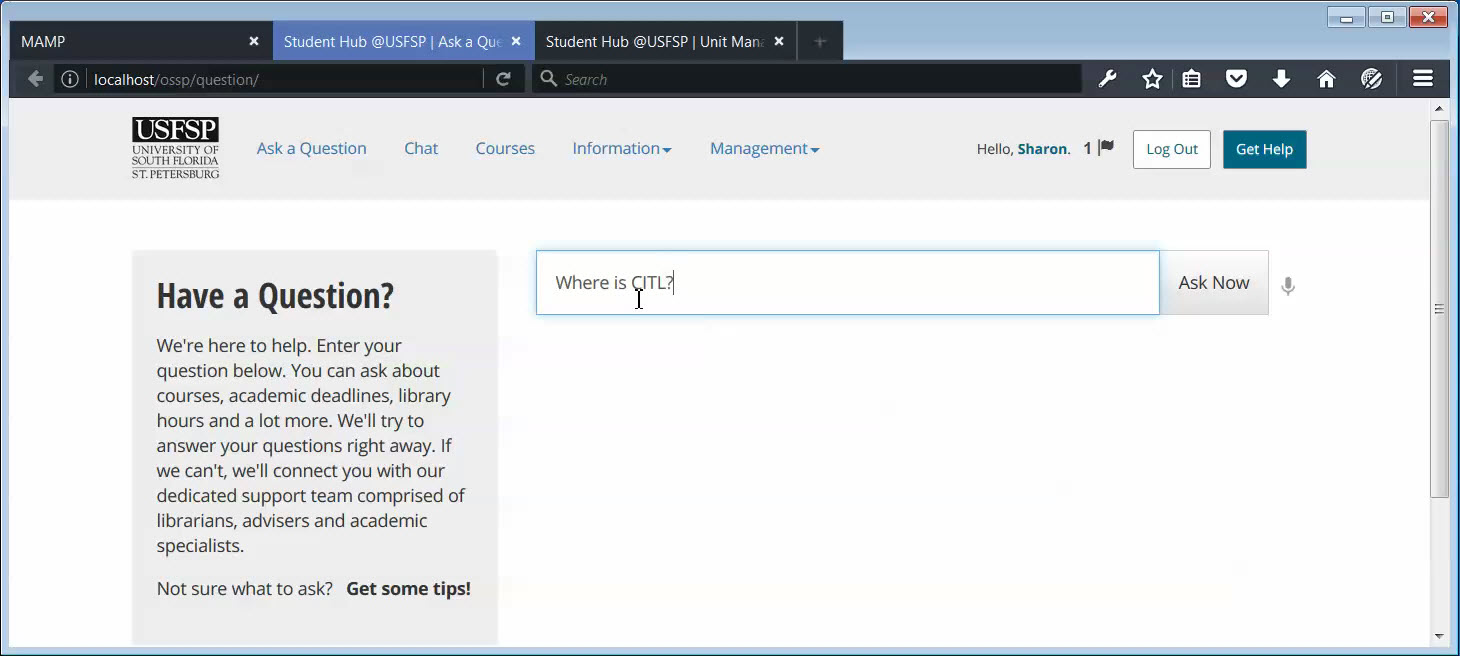 MAMP
Student Hub @USFSP | Ask a Que
Student Hub @USFSP | Unit Mana
localhost/ossp/question/
Search
USFSP
UNIVERSITY OF
SOUTH FLORIDA
ST. PETERSBURG
Ask a Question
Chat
Courses
Information
Management
Hello, Sharon.
1
Log Out
Get Help
Have a Question?
We're here to help. Enter your
question below. You can ask about
courses, academic deadlines, library
hours and a lot more. We'll try to
answer your questions right away. If
we can't, we'll connect you with our
dedicated support team comprised of
librarians, advisers and academic
specialists.
Not sure what to ask? Get some tips!
Where is CITL?
Ask Now